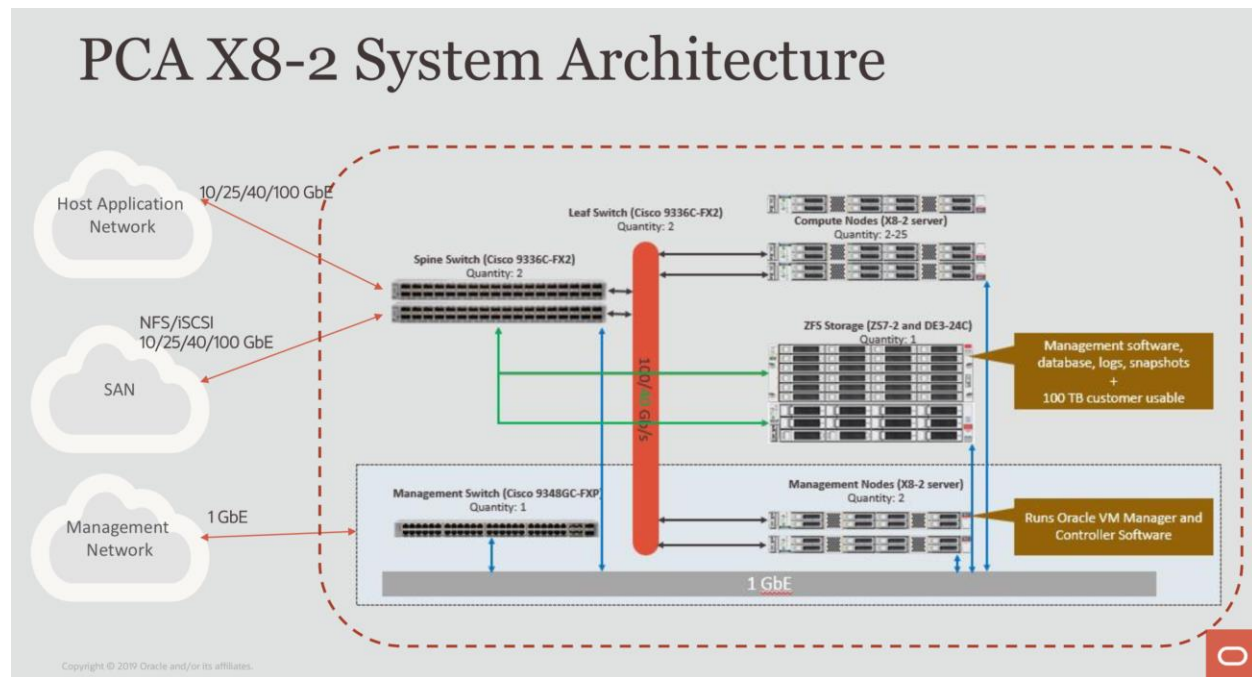 PCA X8-2 System Architecture
Host Application
Network
10/25/40/100 GbE
NFS/iSCSI
10/25/40/100 GbE
SAN
Management
Network
1 GbE
Spine Switch (Cisco 9336C-FX2)
Quantity: 2
Leaf Switch (Cisco 9336C-FX2)
Quantity: 2
100/40 Gb/s
Compute Nodes (X8-2 server)
Quantity: 2-25
ZFS Storage (ZS7-2 and DE3-24C)
Quantity: 1
Management software,
database, logs, snapshots
+
100 TB customer usable
Management Switch (Cisco 9348GC-FXP)
Quantity: 1
Management Nodes (X8-2 server)
Quantity: 2
Runs Oracle VM Manager and
Controller Software
1 GbE
Copyright © 2019 Oracle and/or its affiliates.